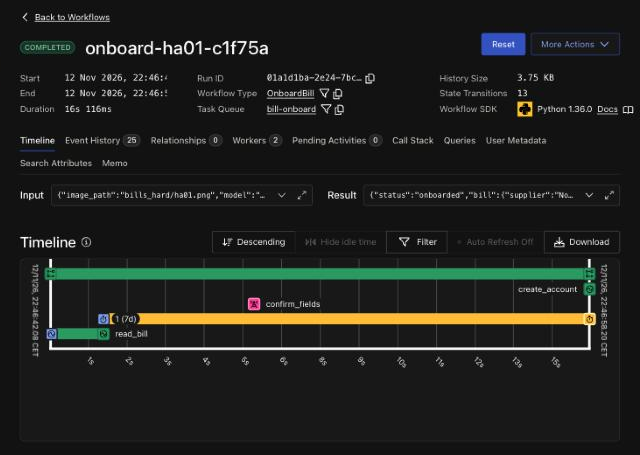 Back to Workflows
COMPLETED onboard-ha01-c1f75a Reset More Actions
Start 12 Nov 2026, 22:46:4 Run ID 01a1d1ba-2e24-7bc… History Size 3.75 KB
End 12 Nov 2026, 22:46:5 Workflow Type OnboardBill State Transitions 13
Duration 16s 116ms Task Queue bill-onboard Workflow SDK Python 1.36.0 Docs
Timeline Event History 25 Relationships 0 Workers 2 Pending Activities 0 Call Stack Queries User Metadata
Search Attributes Memo
Input {"image_path":"bills_hard/ha01.png","model":"… Result {"status":"onboarded","bill":{"supplier":"No…
Timeline Descending Hide idle time Filter Auto Refresh Off Download
12/11/26, 22:46:42.08 CET
create_account
confirm_fields
1 (7d)
read_bill
12/11/26, 22:46:58.20 CET
1s 2s 3s 4s 5s 6s 7s 8s 9s 10s 11s 12s 13s 14s 15s